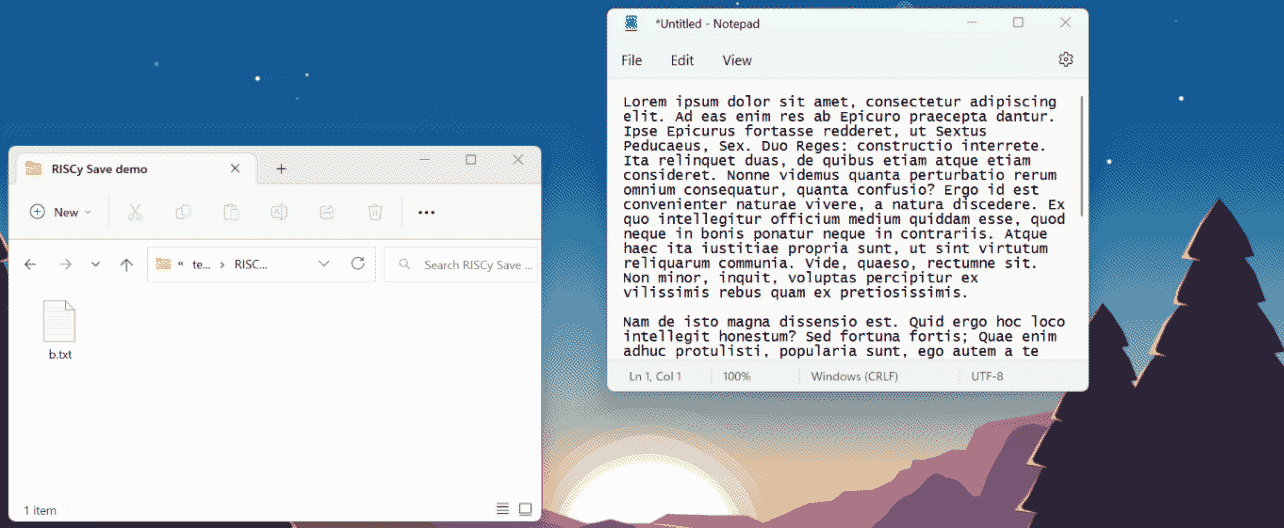 RISCy Save demo
New
« te... › RISC...
Search RISCy Save ...
b.txt
1 item
*Untitled - Notepad
File Edit View
Lorem ipsum dolor sit amet, consectetur adipiscing
elit. Ad eas enim res ab Epicuro praecepta dantur.
Ipse Epicurus fortasse redderet, ut Sextus
Peducaeus, Sex. Duo Reges: constructio interrete.
Ita relinquet duas, de quibus etiam atque etiam
consideret. Nonne videmus quanta perturbatio rerum
omnium consequatur, quanta confusio? Ergo id est
convenienter naturae vivere, a natura discedere. Ex
quo intellegitur officium medium quiddam esse, quod
neque in bonis ponatur neque in contrariis. Atque
haec ita iustitiae propria sunt, ut sint virtutum
reliquarum communia. Vide, quaeso, rectumne sit.
Non minor, inquit, voluptas percipitur ex
vilissimis rebus quam ex pretiosissimis.
Nam de isto magna dissensio est. Quid ergo hoc loco
intellegit honestum? Sed fortuna fortis; Quae enim
adhuc protulisti, popularia sunt, ego autem a te
Ln 1, Col 1 100% Windows (CRLF) UTF-8